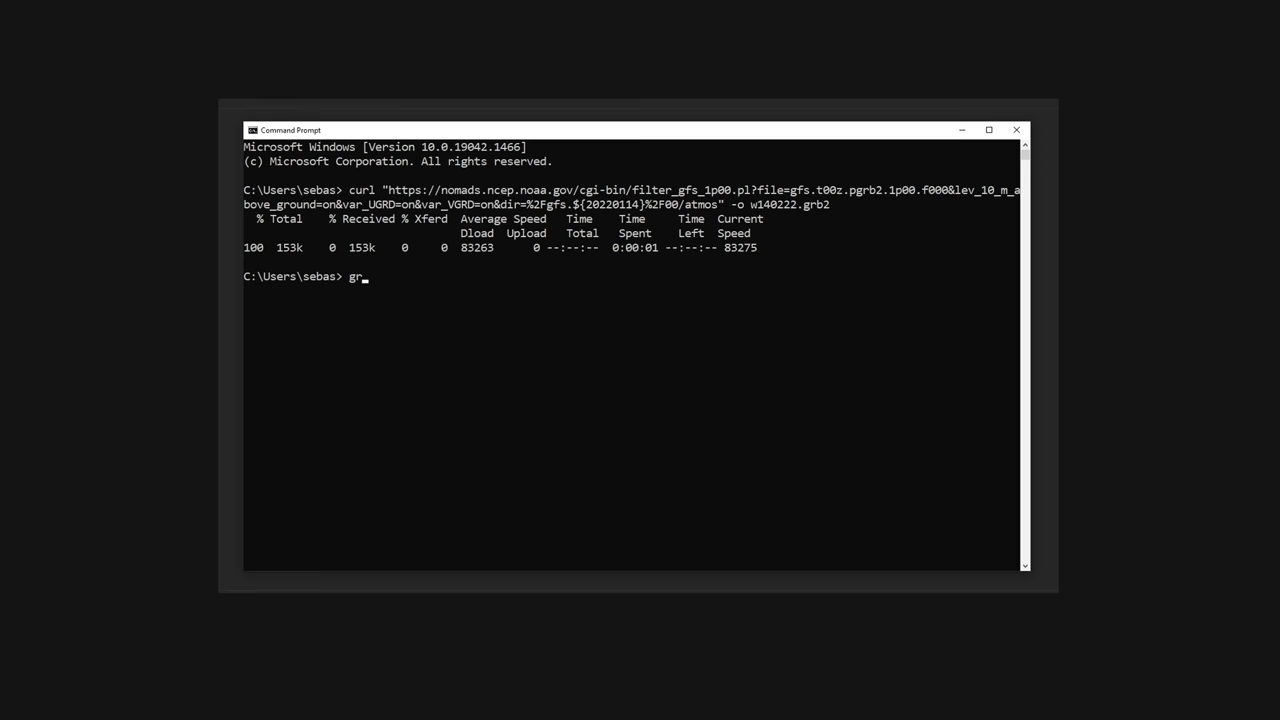 Command Prompt
Microsoft Windows [Version 10.0.19042.1466]
(c) Microsoft Corporation. All rights reserved.
C:\Users\sebas> curl "https://nomads.ncep.noaa.gov/cgi-bin/filter_gfs_1p00.pl?file=gfs.t00z.pgrb2.1p00.f000&lev_10_m_a
bove_ground=on&var_UGRD=on&var_VGRD=on&dir=%2Fgfs.${20220114}%2F00/atmos" -o w140222.grb2
% Total % Received % Xferd Average Speed Time Time Time Current
Dload Upload Total Spent Left Speed
100 153k 0 153k 0 0 83263 0 --:--:-- 0:00:01 --:--:-- 83275
C:\Users\sebas> gr_